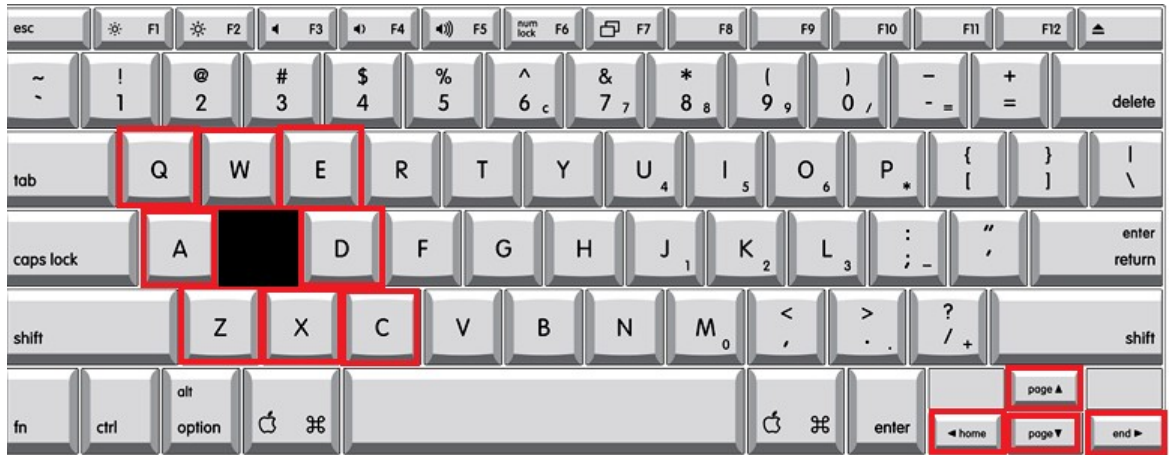 esc F1 F2 F3 F4 F5 num lock F6 F7 F8 F9 F10 F11 F12
~ ` ! 1 @ 2 # 3 $ 4 % 5 ^ 6 c & 7 7 * 8 8 ( 9 9 ) 0 / – - = + = delete
tab Q W E R T Y U 4 I 5 O 6 P * { [ } ] | \
caps lock A D F G H J 1 K 2 L 3 : ; – " ' enter return
shift Z X C V B N M 0 < , > . . ? / + shift
fn ctrl alt option ⌘ ⌘ enter page ▲
◄ home page ▼ end ►